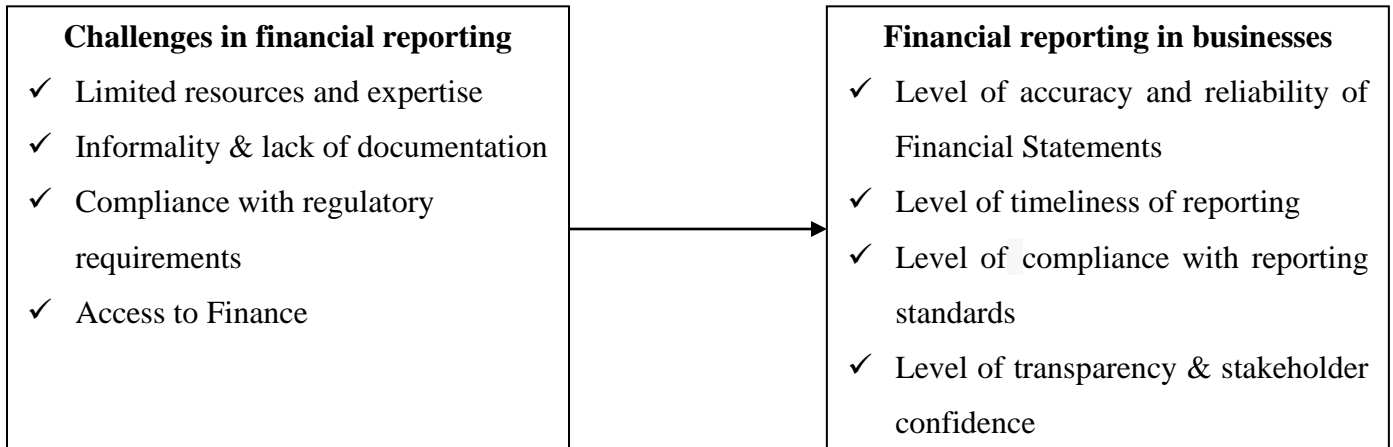 Challenges in financial reporting
✓ Limited resources and expertise
✓ Informality & lack of documentation
✓ Compliance with regulatory
requirements
✓ Access to Finance
Financial reporting in businesses
✓ Level of accuracy and reliability of
Financial Statements
✓ Level of timeliness of reporting
✓ Level of compliance with reporting
standards
✓ Level of transparency & stakeholder
confidence